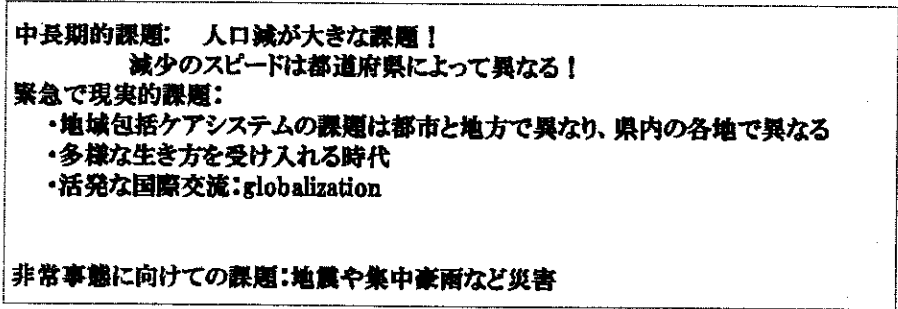 中長期的課題：　人口減が大きな課題！
減少のスピードは都道府県によって異なる！
緊急で現実的課題：
・地域包括ケアシステムの課題は都市と地方で異なり、県内の各地で異なる
・多様な生き方を受け入れる時代
・活発な国際交流：globalization
非常事態に向けての課題：地震や集中豪雨など災害